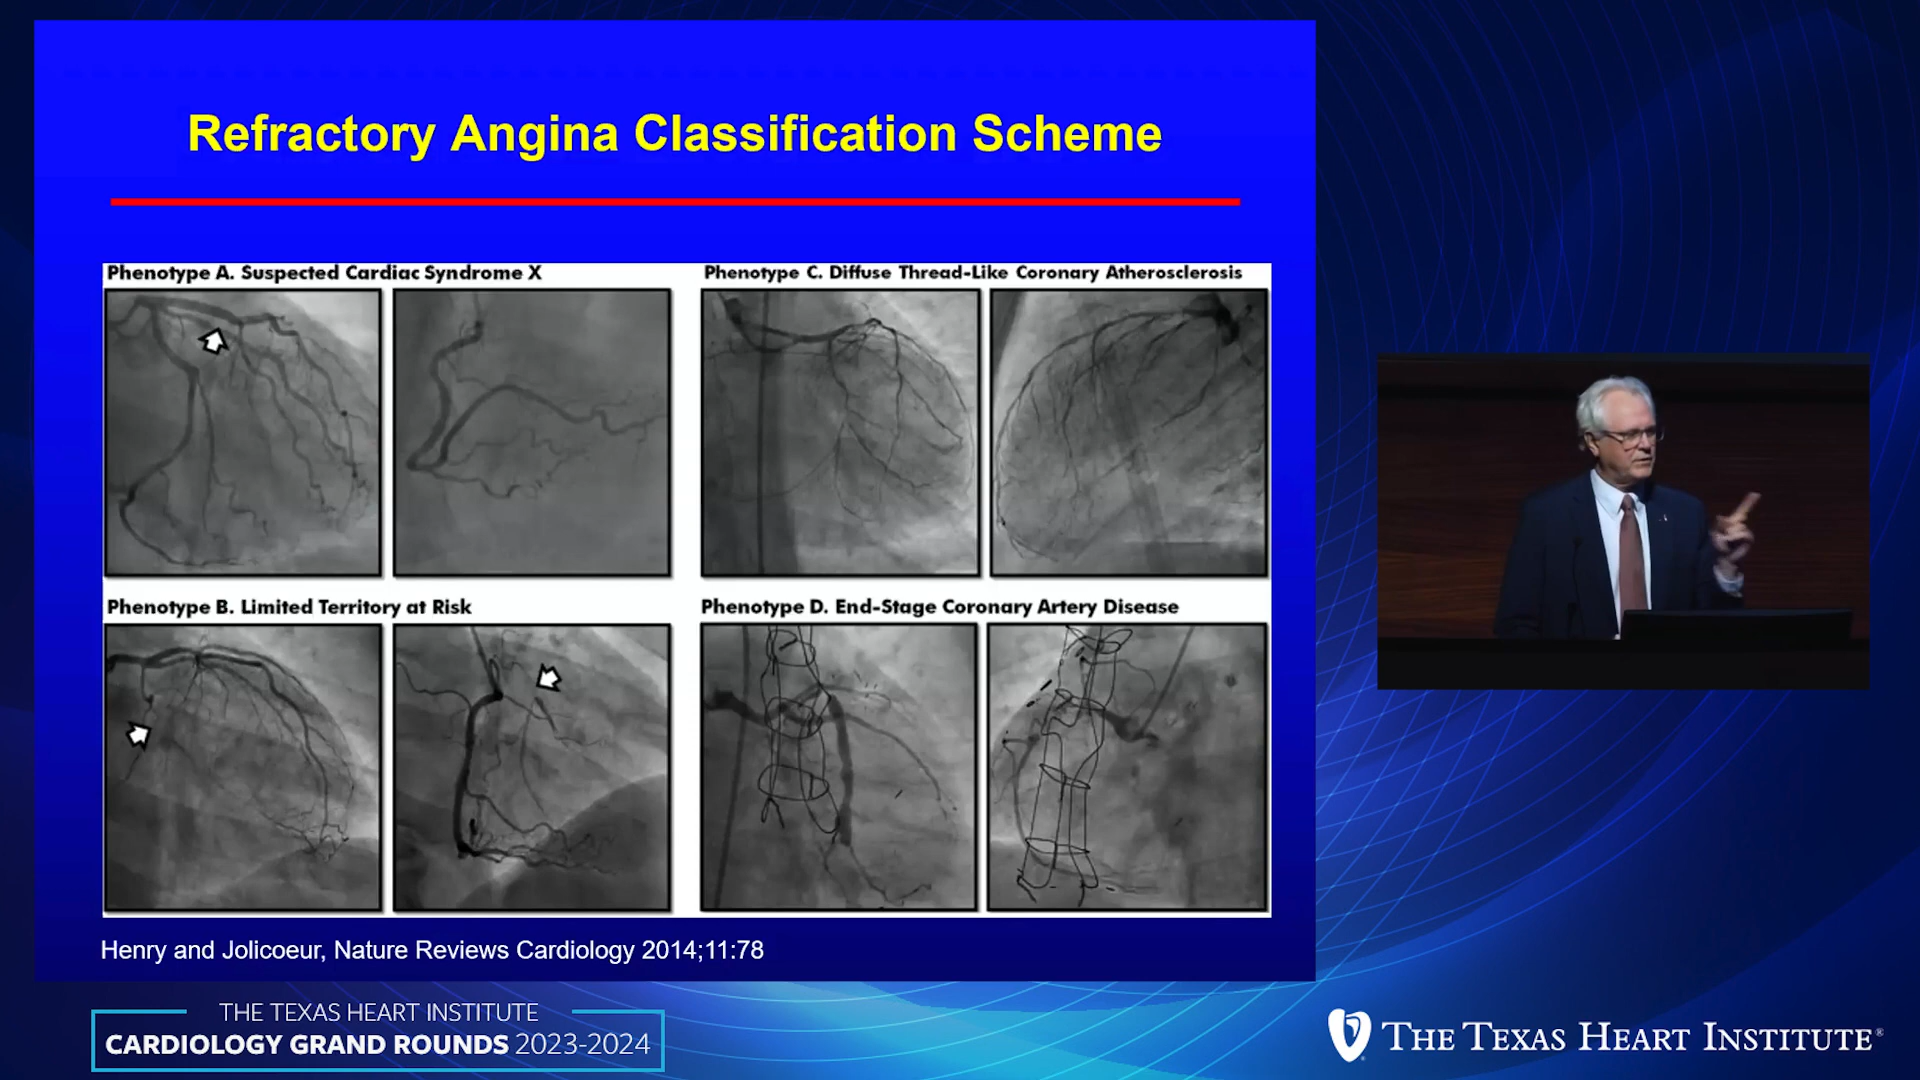 Refractory Angina Classification Scheme
Phenotype A. Suspected Cardiac Syndrome X
Phenotype C. Diffuse Thread-Like Coronary Atherosclerosis
Phenotype B. Limited Territory at Risk
Phenotype D. End-Stage Coronary Artery Disease
Henry and Jolicoeur, Nature Reviews Cardiology 2014;11:78
THE TEXAS HEART INSTITUTE
CARDIOLOGY GRAND ROUNDS 2023-2024
THE TEXAS HEART INSTITUTE®